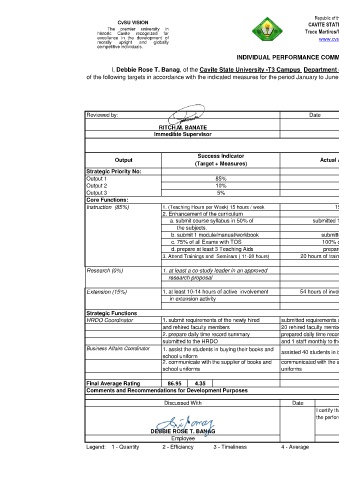 CvSU VISION
The premier university in historic Cavite recognized for excellence in the development of morally upright and globally competitive individuals.
Republic of th
CAVITE STATE
Trece Martires
www.cvs
INDIVIDUAL PERFORMANCE COMM
I, Debbie Rose T. Banag, of the Cavite State University -T3 Campus, Department
of the following targets in accordance with the indicated measures for the period January to June
Reviewed by:
Date
RITCH M. BANATE
Immediate Supervisor
Output
Success Indicator
(Target + Measures)
Actual
Strategic Priority No:
Output 1 85%
Output 2 10%
Output 3 5%
Core Functions:
Instruction (85%) 1. (Teaching Hours per Week) 15 hours / week 15
2. Enhancement of the curriculum
a. submit course syllabus in 50% of the subjects. submitted
b. submit 1 module/manual/workbook submitt
c. 75% of all Exams with TOS 100%
d. prepare at least 3 Teaching Aids prepar
3. Attend Trainings and Seminars ( 11-20 hours) 20 hours of train
Research (0%) 1. at least a co-study leader in an approved
research proposal
Extension (15%) 1. at least 10-14 hours of active involvement 54 hours of invol
in extension activity
Strategic Functions
HRDO Coordinator 1. submit requirements of the newly hired submitted requirements
and rehired faculty members 20 rehired faculty membe
2. prepare daily time record summary prepared daily time recor
submitted to the HRDO and 1 staff monthly to th
Business Affairs Coordinator 1. assist the students in buying their books and school uniform assisted 40 students in b
2. communicate with the supplier of books and school uniforms communicated with the
uniforms
Final Average Rating 86.95 4.35
Comments and Recommendations for Development Purposes
Discussed With
Date
I certify th
the perfor
DEBBIE ROSE T. BANAG
Employee
Legend: 1 - Quantity 2 - Efficiency 3 - Timeliness 4 - Average